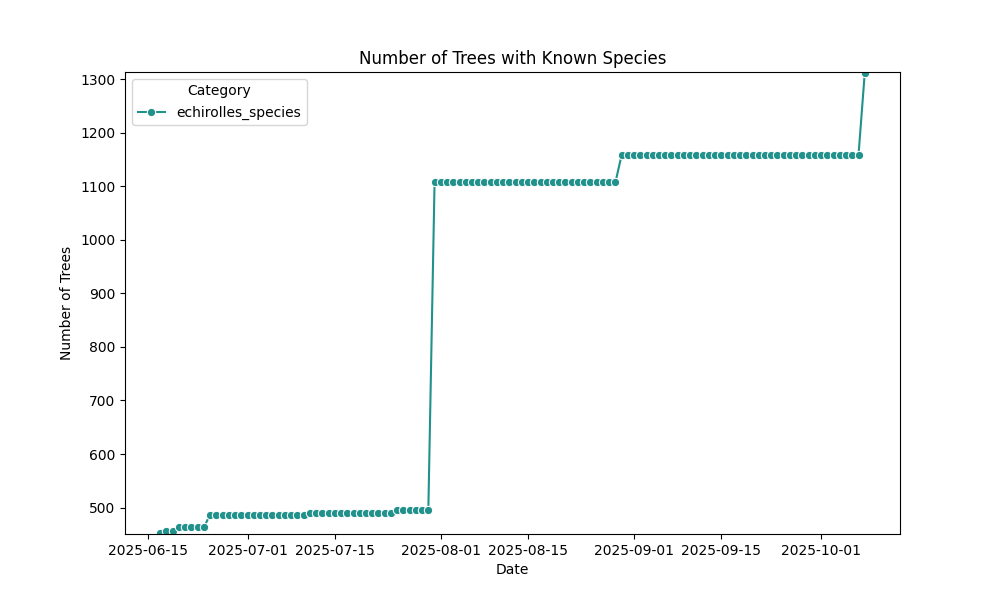 Number of Trees with Known Species
Category
echirolles_species
1300
1200
1100
1000
900
800
700
600
500
Number of Trees
2025-06-15 2025-07-01 2025-07-15 2025-08-01 2025-08-15 2025-09-01 2025-09-15 2025-10-01
Date